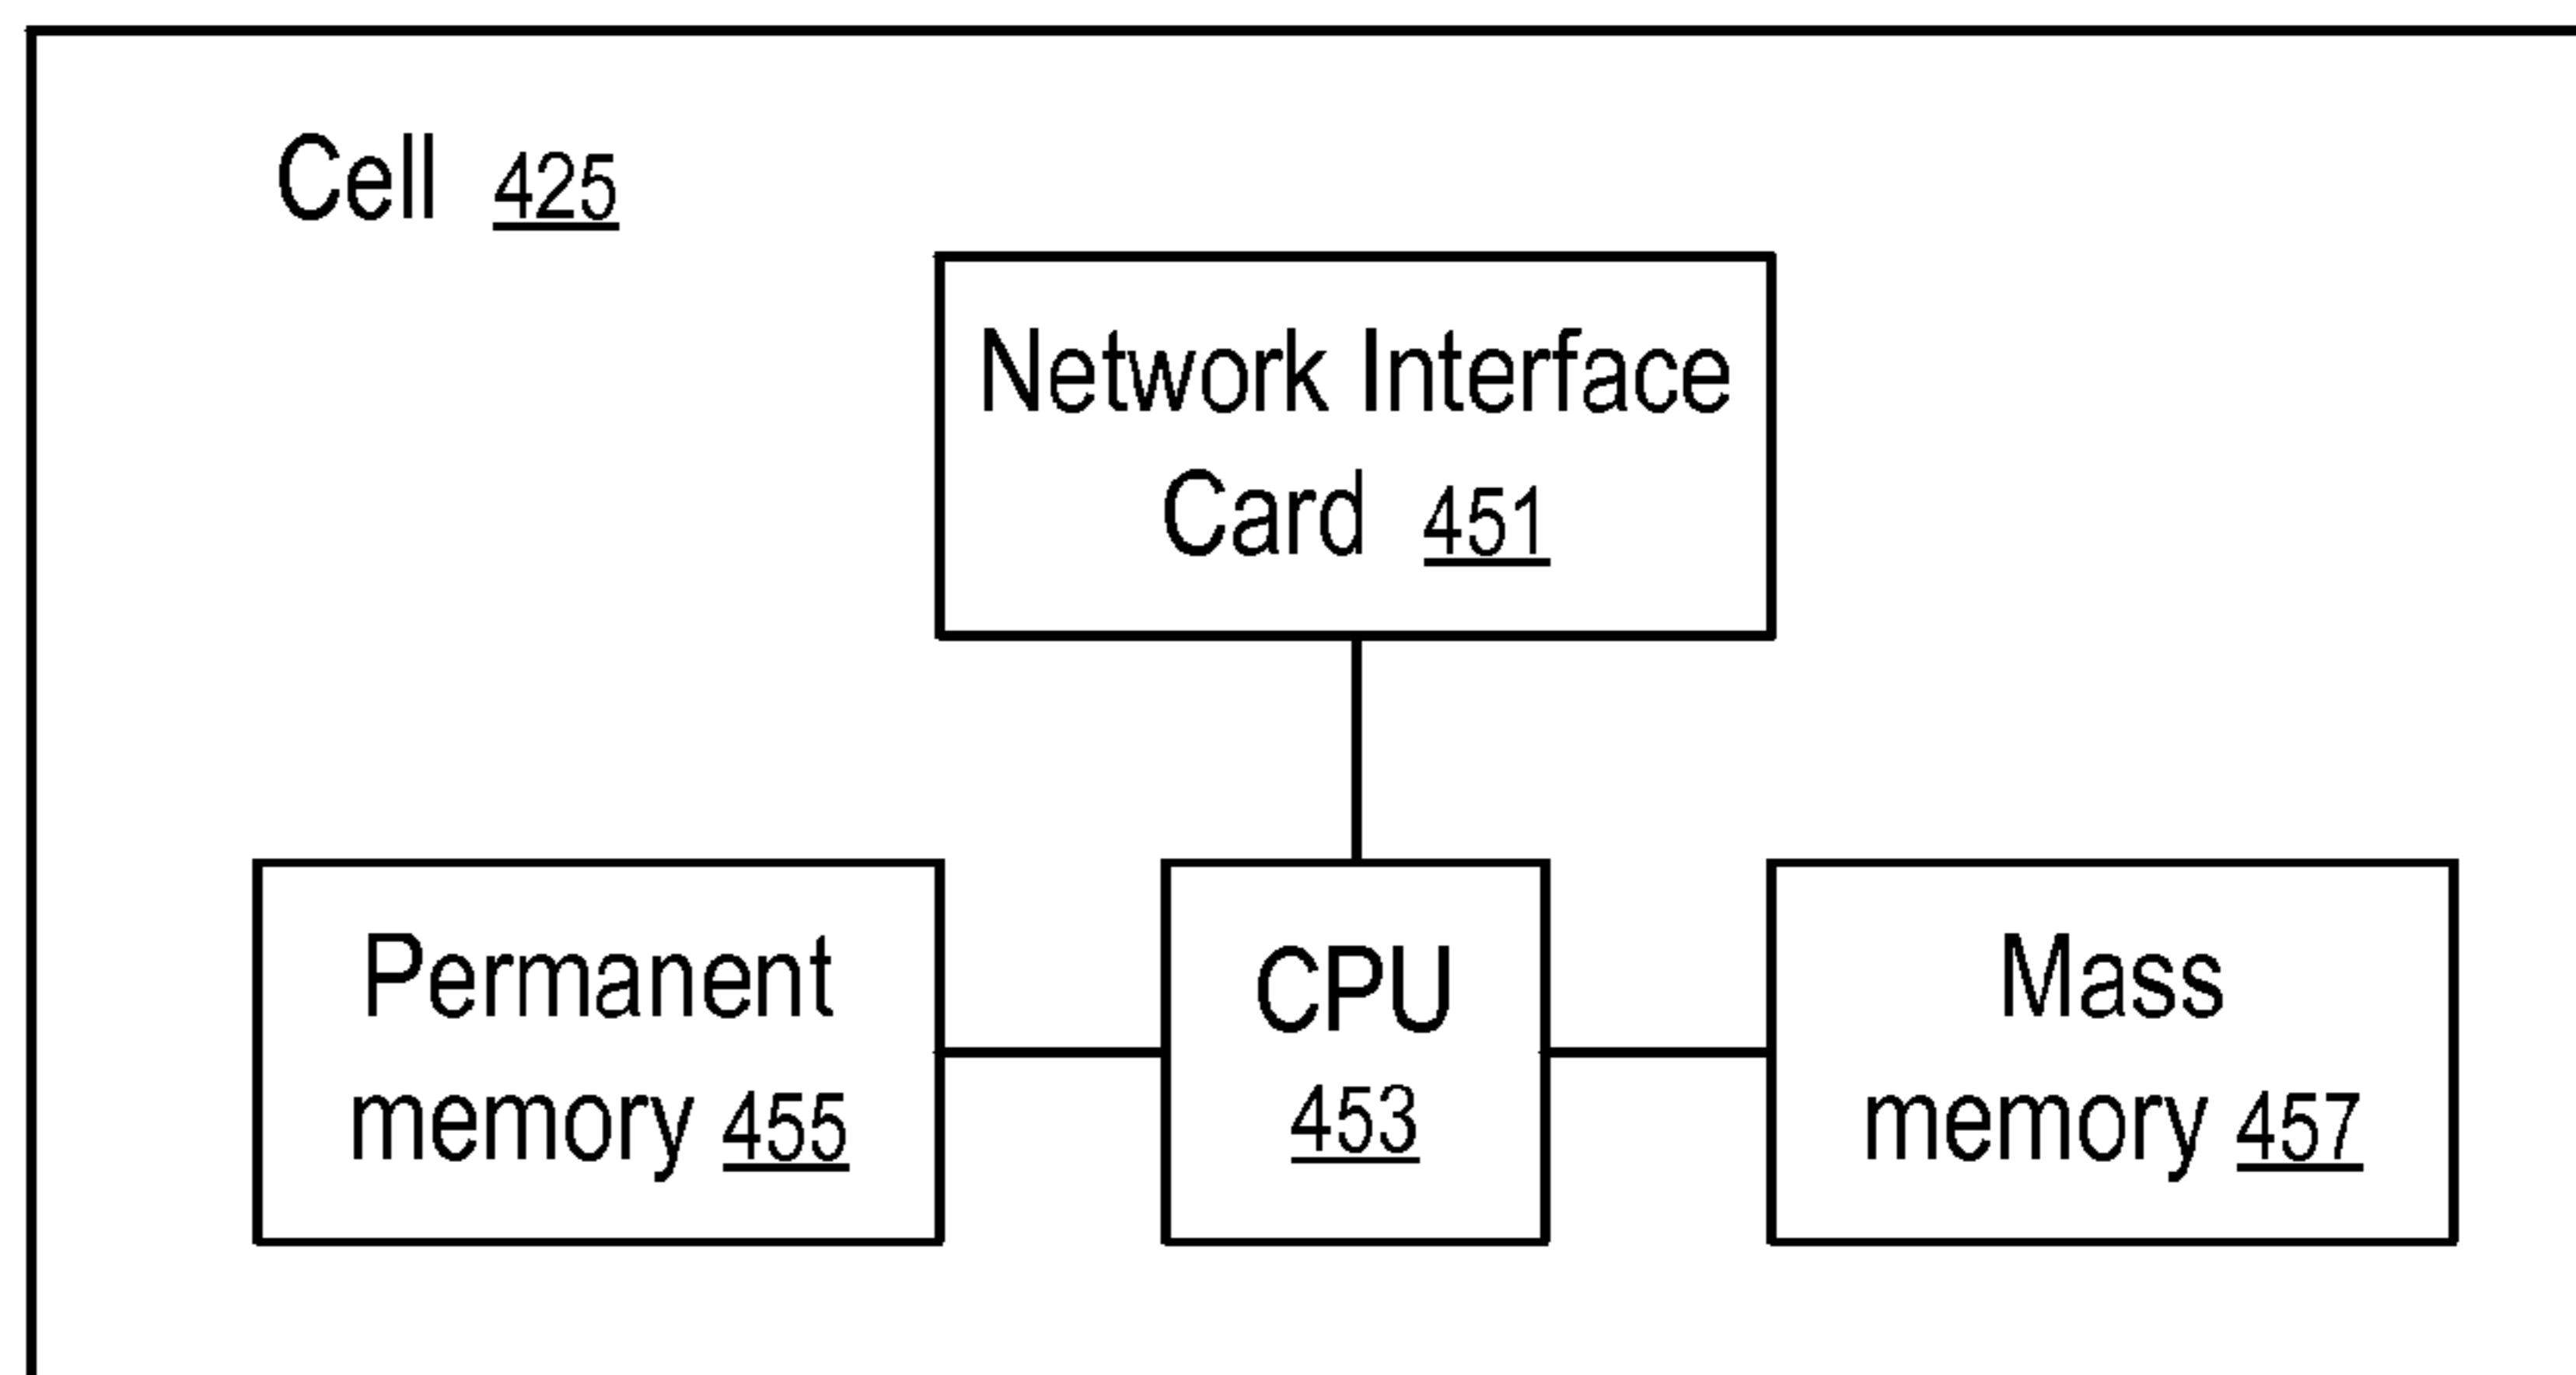 Cell 425
Network Interface
Card 451
Permanent
memory 455
CPU
453
Mass
memory 457